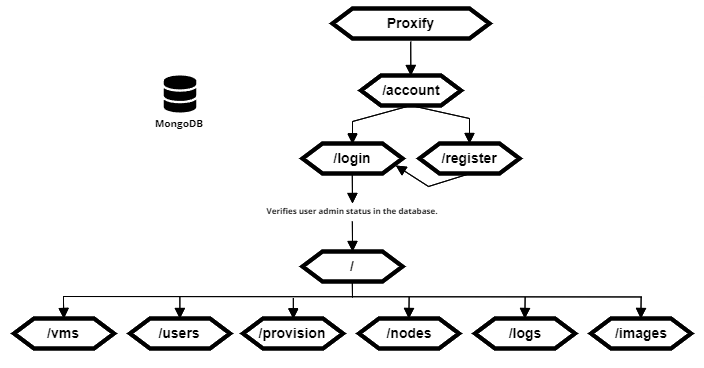 Proxify
/account
MongoDB
/login
/register
Verifies user admin status in the database.
/
/vms
/users
/provision
/nodes
/logs
/images